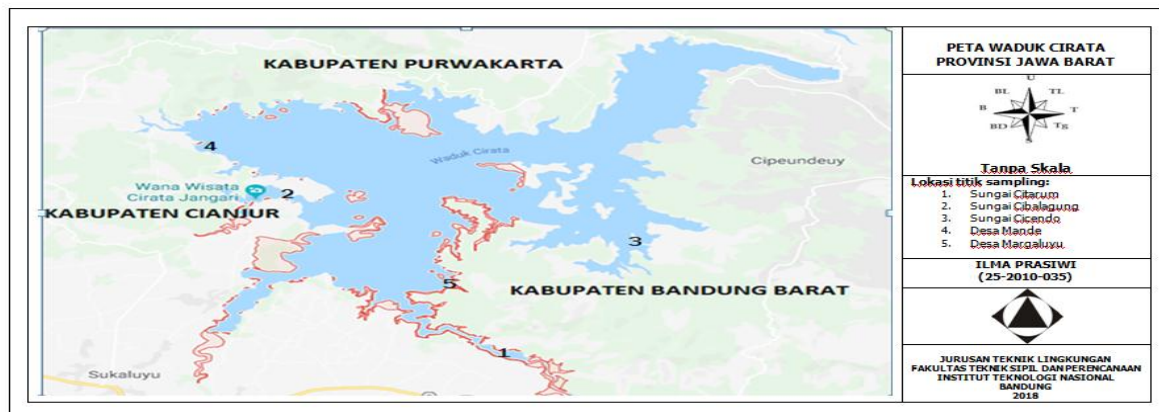 KABUPATEN PURWAKARTA
4
Waduk Cirata
Cipeundeuy
Wana Wisata
Cirata Jangari
2
KABUPATEN CIANJUR
3
5
KABUPATEN BANDUNG BARAT
1
Sukaluyu
PETA WADUK CIRATA
PROVINSI JAWA BARAT
U
BL TL
B T
BD Tg
S
Tanpa Skala
Lokasi titik sampling:
1. Sungai Citarum
2. Sungai Cibalagung
3. Sungai Cicendo
4. Desa Mande
5. Desa Margaluyu
ILMA PRASIWI
(25-2010-035)
JURUSAN TEKNIK LINGKUNGAN
FAKULTAS TEKNIK SIPIL DAN PERENCANAAN
INSTITUT TEKNOLOGI NASIONAL
BANDUNG
2018